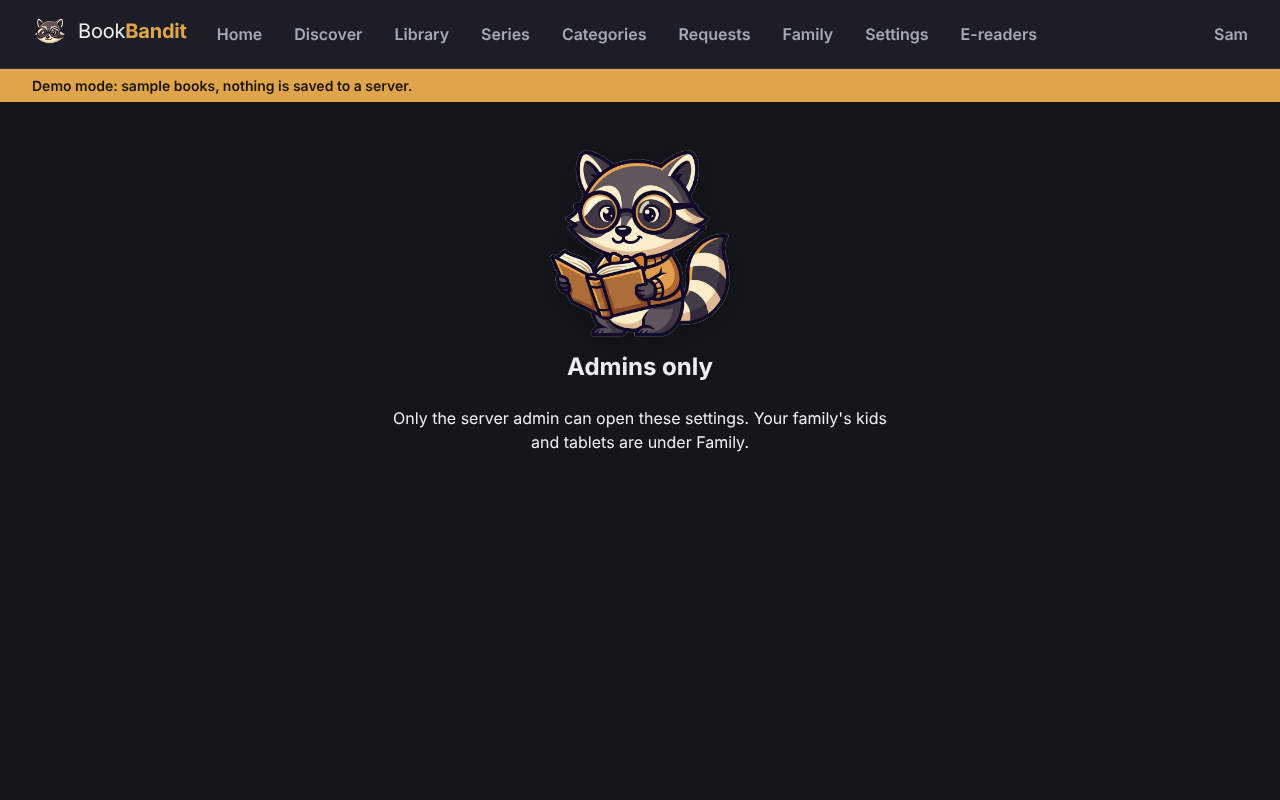 BookBandit
Home
Discover
Library
Series
Categories
Requests
Family
Settings
E-readers
Sam
Demo mode: sample books, nothing is saved to a server.
Admins only
Only the server admin can open these settings. Your family's kids
and tablets are under Family.